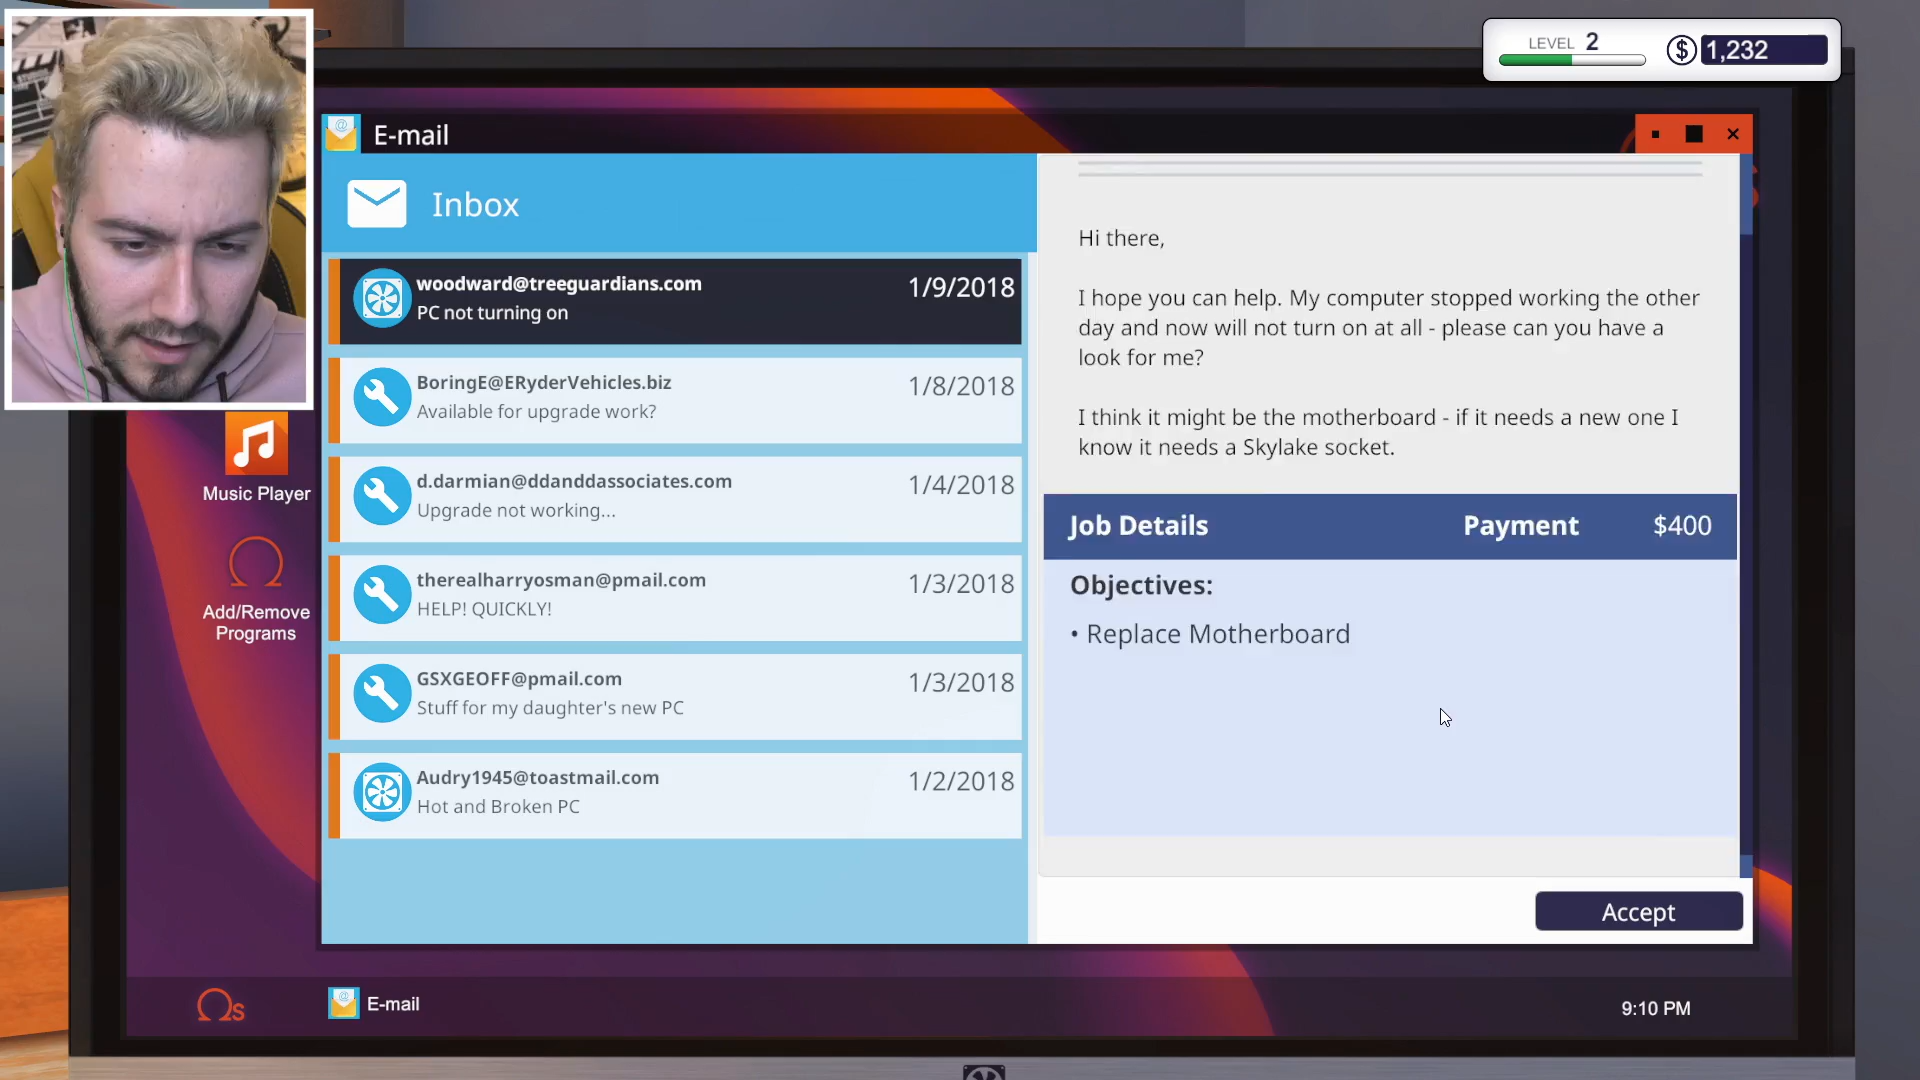 LEVEL 2
$ 1,232
E-mail
Inbox
woodward@treeguardians.com 1/9/2018
PC not turning on
BoringE@ERyderVehicles.biz 1/8/2018
Available for upgrade work?
d.darmian@ddanddassociates.com 1/4/2018
Upgrade not working...
therealharryosman@pmail.com 1/3/2018
HELP! QUICKLY!
GSXGEOFF@pmail.com 1/3/2018
Stuff for my daughter's new PC
Audry1945@toastmail.com 1/2/2018
Hot and Broken PC
Hi there,
I hope you can help. My computer stopped working the other
day and now will not turn on at all - please can you have a
look for me?
I think it might be the motherboard - if it needs a new one I
know it needs a Skylake socket.
Job Details Payment $400
Objectives:
• Replace Motherboard
Accept
Music Player
Add/Remove
Programs
Ωs
E-mail
9:10 PM